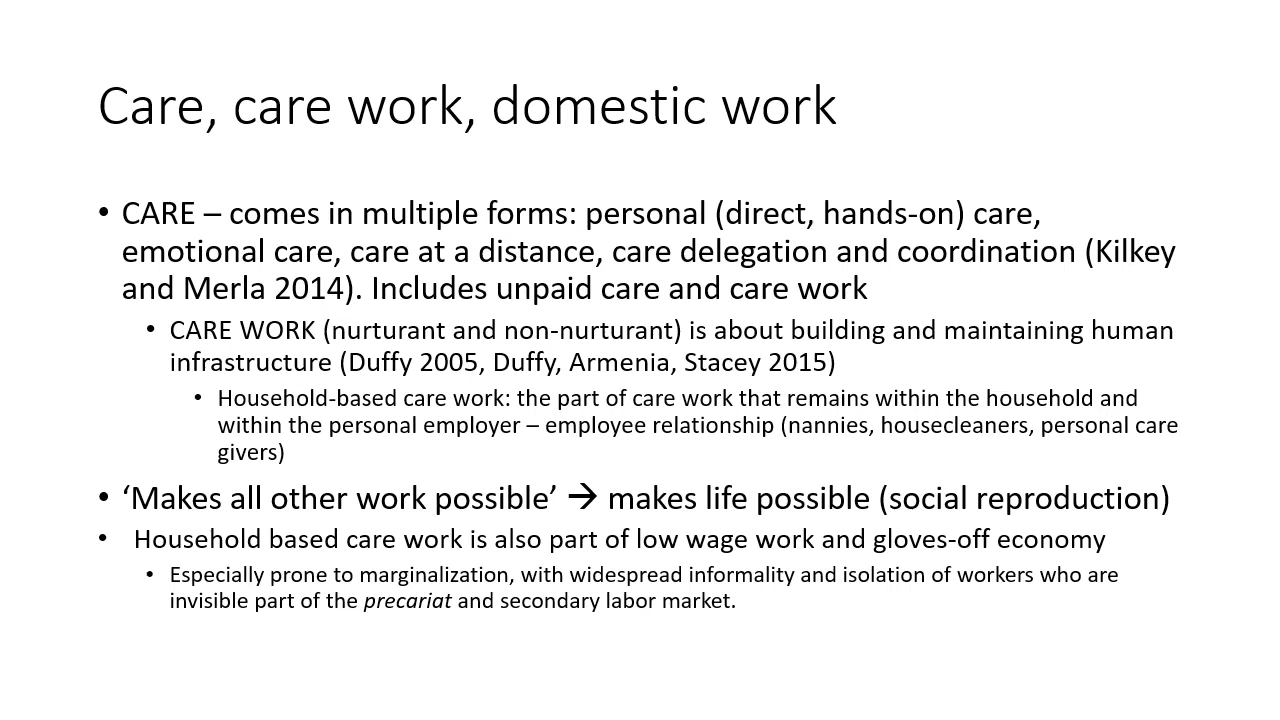 Care, care work, domestic work
• CARE – comes in multiple forms: personal (direct, hands-on) care,
emotional care, care at a distance, care delegation and coordination (Kilkey
and Merla 2014). Includes unpaid care and care work
• CARE WORK (nurturant and non-nurturant) is about building and maintaining human
infrastructure (Duffy 2005, Duffy, Armenia, Stacey 2015)
• Household-based care work: the part of care work that remains within the household and
within the personal employer – employee relationship (nannies, housecleaners, personal care
givers)
• ‘Makes all other work possible’ → makes life possible (social reproduction)
• Household based care work is also part of low wage work and gloves-off economy
• Especially prone to marginalization, with widespread informality and isolation of workers who are
invisible part of the precariat and secondary labor market.